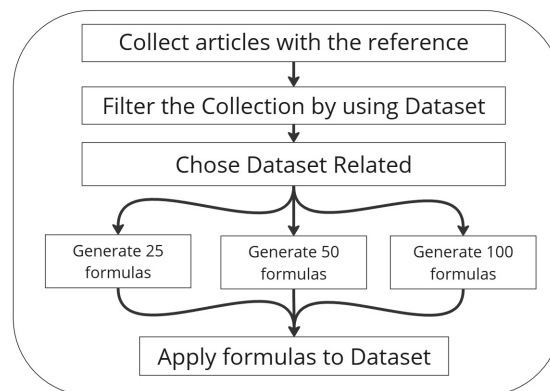 Collect articles with the reference
Filter the Collection by using Dataset
Chose Dataset Related
Generate 25
formulas
Generate 50
formulas
Generate 100
formulas
Apply formulas to Dataset